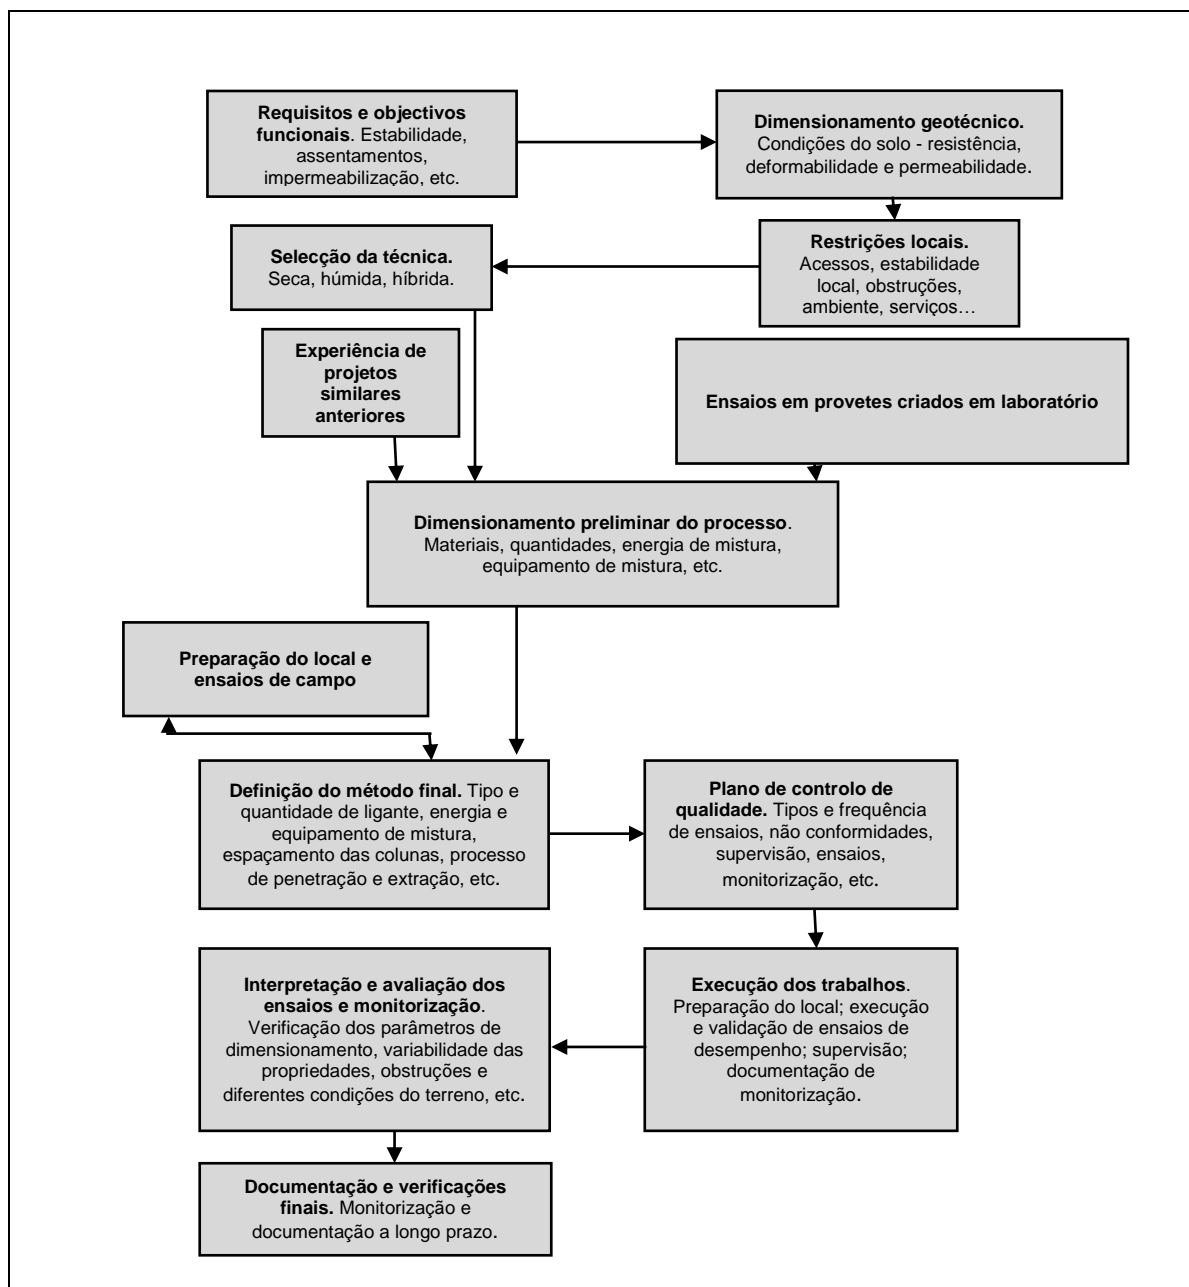 Requisitos e objectivos
funcionais. Estabilidade,
assentamentos,
impermeabilização, etc.
Dimensionamento geotécnico.
Condições do solo - resistência,
deformabilidade e permeabilidade.
Restrições locais.
Acessos, estabilidade
local, obstruções,
ambiente, serviços…
Selecção da técnica.
Seca, húmida, híbrida.
Experiência de
projetos
similares
anteriores
Ensaios em provetes criados em laboratório
Dimensionamento preliminar do processo.
Materiais, quantidades, energia de mistura,
equipamento de mistura, etc.
Preparação do local e
ensaios de campo
Definição do método final. Tipo e
quantidade de ligante, energia e
equipamento de mistura,
espaçamento das colunas, processo
de penetração e extração, etc.
Plano de controlo de
qualidade. Tipos e frequência
de ensaios, não conformidades,
supervisão, ensaios,
monitorização, etc.
Execução dos trabalhos.
Preparação do local; execução
e validação de ensaios de
desempenho; supervisão;
documentação de
monitorização.
Interpretação e avaliação dos
ensaios e monitorização.
Verificação dos parâmetros de
dimensionamento, variabilidade das
propriedades, obstruções e
diferentes condições do terreno, etc.
Documentação e verificações
finais. Monitorização e
documentação a longo prazo.